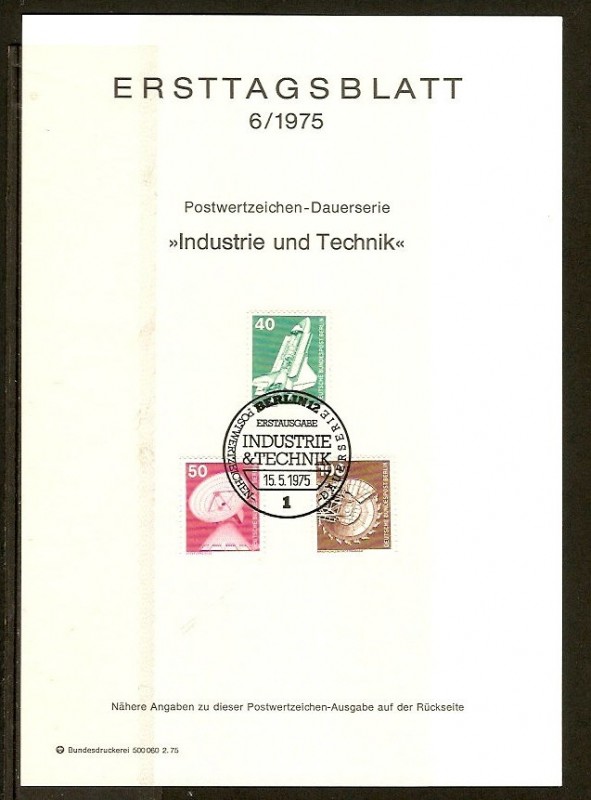 ERSTTAGSBLATT
6/1975
Postwertzeichen-Dauerserie
»Industrie und Technik«
40
DEUTSCHE BUNDESPOST BERLIN
BERLIN 12
POSTWERTZEICHEN-DAUERSERIE
ERSTAUSGABE
INDUSTRIE
& TECHNIK
15.5.1975
1
50
DEUTSCHE BUNDESPOST BERLIN
Nähere Angaben zu dieser Postwertzeichen-Ausgabe auf der Rückseite
Bundesdruckerei 500060 2.75